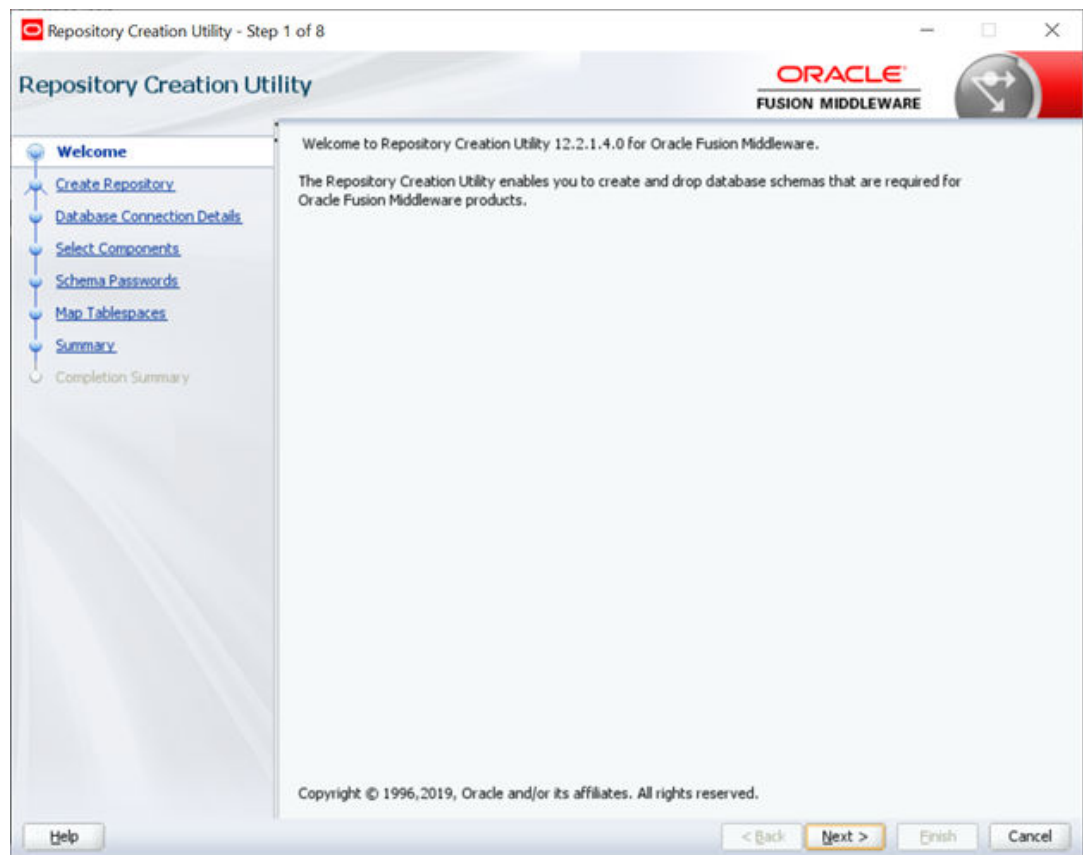 Repository Creation Utility - Step 1 of 8
Repository Creation Utility
ORACLE
FUSION MIDDLEWARE
Welcome
Create Repository
Database Connection Details
Select Components
Schema Passwords
Map Tablespaces
Summary
Completion Summary
Welcome to Repository Creation Utility 12.2.1.4.0 for Oracle Fusion Middleware.
The Repository Creation Utility enables you to create and drop database schemas that are required for
Oracle Fusion Middleware products.
Copyright © 1996,2019, Oracle and/or its affiliates. All rights reserved.
Help
< Back
Next >
Finish
Cancel